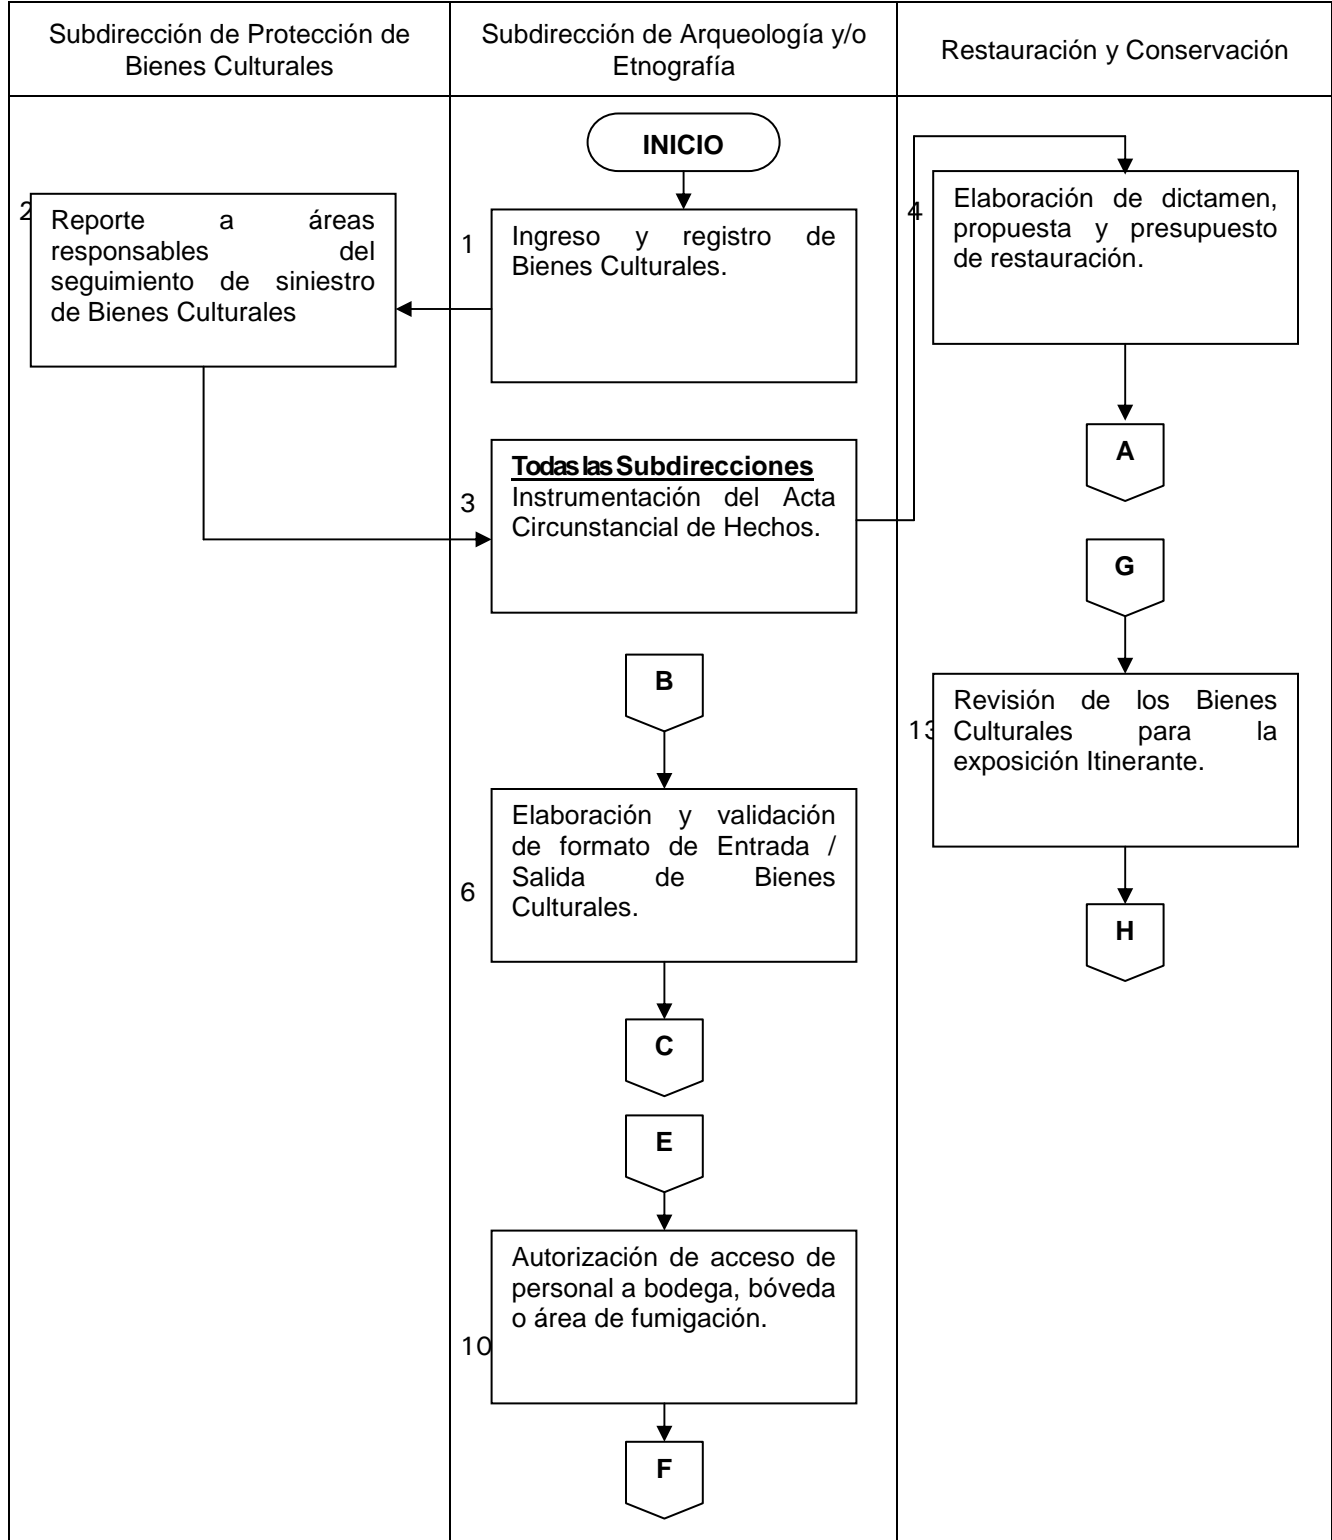 Subdirección de Protección de
Bienes Culturales
Subdirección de Arqueología y/o
Etnografía
Restauración y Conservación
INICIO
1
Ingreso y registro de
Bienes Culturales.
2
Reporte a áreas
responsables del
seguimiento de siniestro
de Bienes Culturales
3
Todas las Subdirecciones
Instrumentación del Acta
Circunstancial de Hechos.
4
Elaboración de dictamen,
propuesta y presupuesto
de restauración.
A
B
6
Elaboración y validación
de formato de Entrada /
Salida de Bienes
Culturales.
C
E
10
Autorización de acceso de
personal a bodega, bóveda
o área de fumigación.
F
G
13
Revisión de los Bienes
Culturales para la
exposición Itinerante.
H